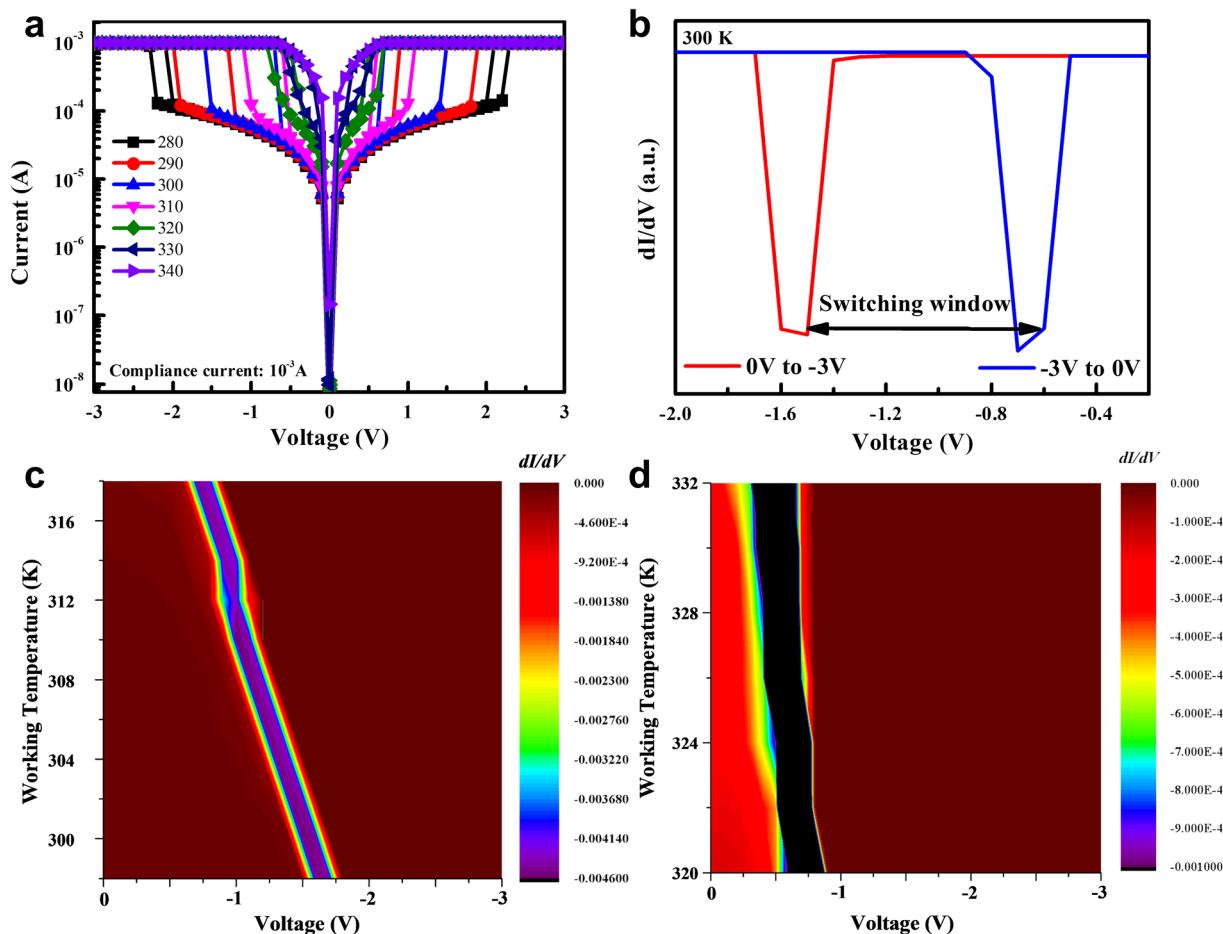 a
Current (A)
10⁻³
10⁻⁴
10⁻⁵
10⁻⁶
10⁻⁷
10⁻⁸
280
290
300
310
320
330
340
Compliance current: 10⁻³A
-3 -2 -1 0 1 2 3
Voltage (V)
b
dI/dV (a.u.)
300 K
Switching window
0V to -3V
-3V to 0V
-2.0 -1.6 -1.2 -0.8 -0.4
Voltage (V)
c
Working Temperature (K)
316
312
308
304
300
0 -1 -2 -3
Voltage (V)
dI/dV
0.000
-4.600E-4
-9.200E-4
-0.001380
-0.001840
-0.002300
-0.002760
-0.003220
-0.003680
-0.004140
-0.004600
d
Working Temperature (K)
332
328
324
320
0 -1 -2 -3
Voltage (V)
dI/dV
0.000
-1.000E-4
-2.000E-4
-3.000E-4
-4.000E-4
-5.000E-4
-6.000E-4
-7.000E-4
-8.000E-4
-9.000E-4
-0.001000